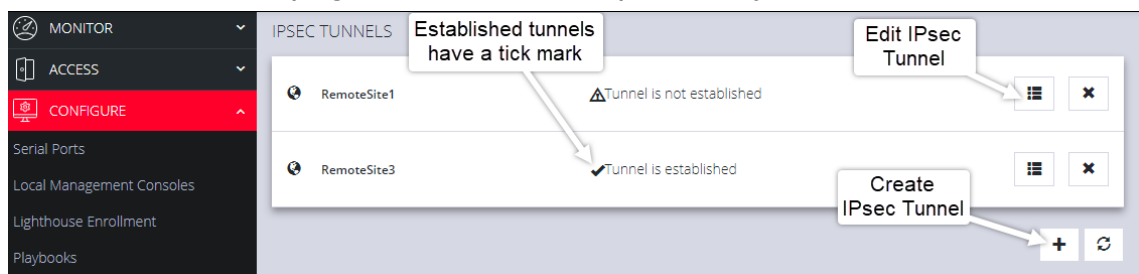 MONITOR
ACCESS
CONFIGURE
Serial Ports
Local Management Consoles
Lighthouse Enrollment
Playbooks
IPSEC TUNNELS
Established tunnels
have a tick mark
Edit IPsec
Tunnel
RemoteSite1
Tunnel is not established
RemoteSite3
Tunnel is established
Create
IPsec Tunnel